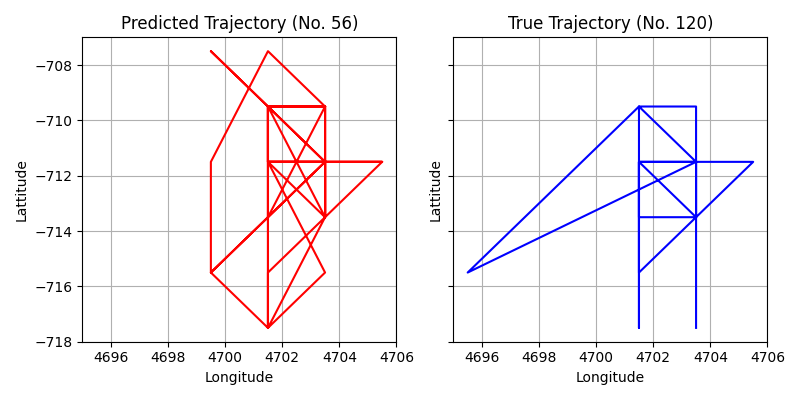 Predicted Trajectory (No. 56)
True Trajectory (No. 120)
Lattitude
−708
−710
−712
−714
−716
−718
4696 4698 4700 4702 4704 4706
Longitude
Lattitude
4696 4698 4700 4702 4704 4706
Longitude